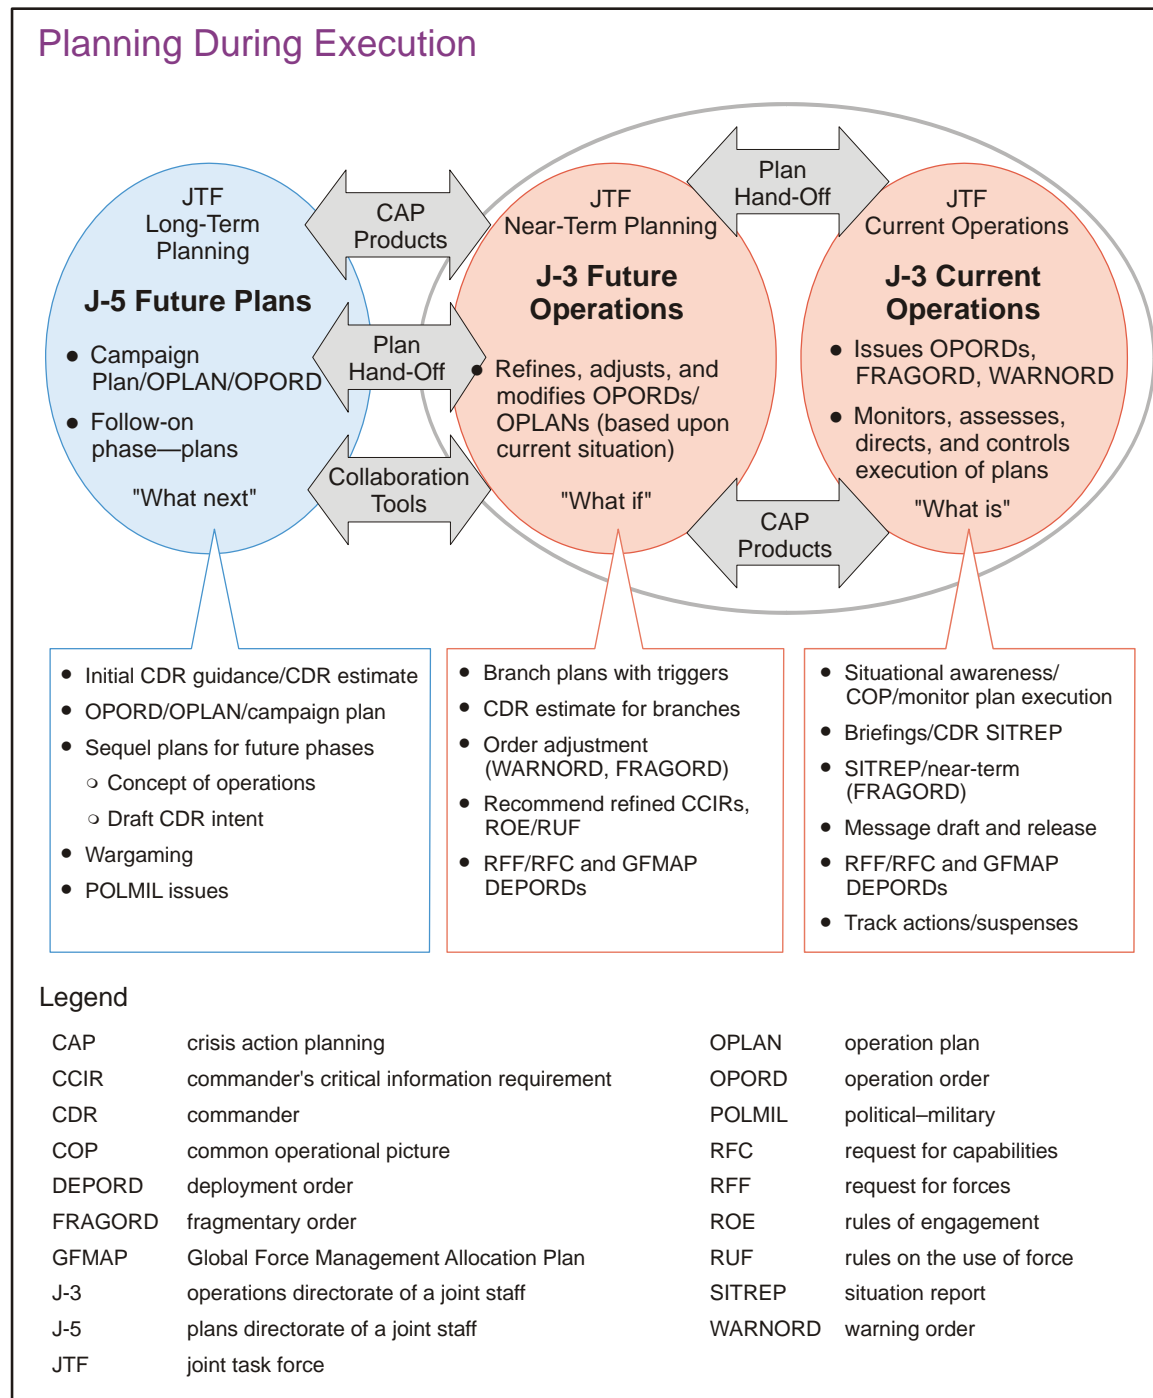 Planning During Execution
JTF
Long-Term
Planning
J-5 Future Plans
● Campaign
Plan/OPLAN/OPORD
● Follow-on
phase—plans
"What next"
CAP
Products
Plan
Hand-Off
Collaboration
Tools
JTF
Near-Term Planning
J-3 Future
Operations
● Refines, adjusts, and
modifies OPORDs/
OPLANs (based upon
current situation)
"What if"
Plan
Hand-Off
CAP
Products
JTF
Current Operations
J-3 Current
Operations
● Issues OPORDs,
FRAGORD, WARNORD
● Monitors, assesses,
directs, and controls
execution of plans
"What is"
● Initial CDR guidance/CDR estimate
● OPORD/OPLAN/campaign plan
● Sequel plans for future phases
❍ Concept of operations
❍ Draft CDR intent
● Wargaming
● POLMIL issues
● Branch plans with triggers
● CDR estimate for branches
● Order adjustment
(WARNORD, FRAGORD)
● Recommend refined CCIRs,
ROE/RUF
● RFF/RFC and GFMAP
DEPORDs
● Situational awareness/
COP/monitor plan execution
● Briefings/CDR SITREP
● SITREP/near-term
(FRAGORD)
● Message draft and release
● RFF/RFC and GFMAP
DEPORDs
● Track actions/suspenses
Legend
CAP crisis action planning
CCIR commander's critical information requirement
CDR commander
COP common operational picture
DEPORD deployment order
FRAGORD fragmentary order
GFMAP Global Force Management Allocation Plan
J-3 operations directorate of a joint staff
J-5 plans directorate of a joint staff
JTF joint task force
OPLAN operation plan
OPORD operation order
POLMIL political–military
RFC request for capabilities
RFF request for forces
ROE rules of engagement
RUF rules on the use of force
SITREP situation report
WARNORD warning order